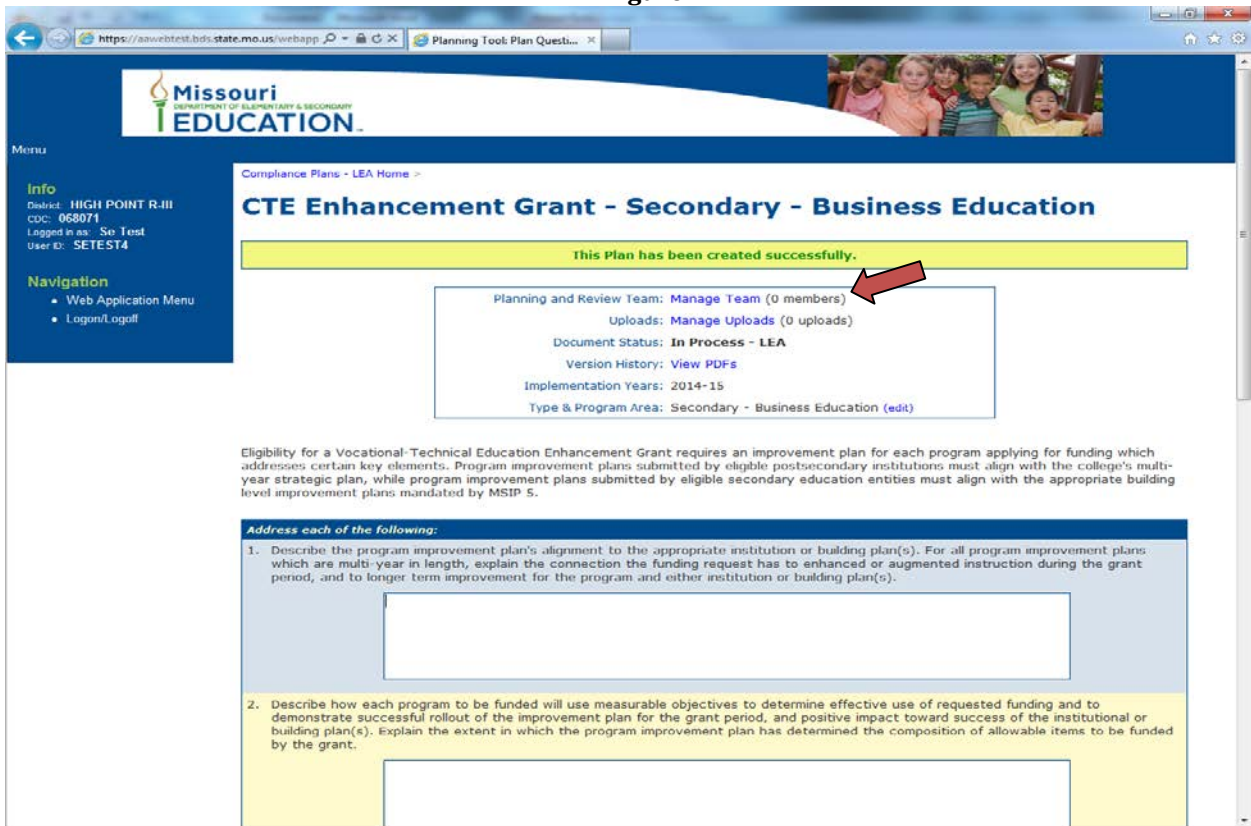 https://aawebtest.bds.state.mo.us/webapp
Planning Tool: Plan Questi...
Missouri
DEPARTMENT OF ELEMENTARY & SECONDARY
EDUCATION
Menu
Info
District: HIGH POINT R-III
CDC: 068071
Logged in as: Se Test
User ID: SETEST4
Navigation
• Web Application Menu
• Logon/Logoff
Compliance Plans - LEA Home >
CTE Enhancement Grant - Secondary - Business Education
This Plan has been created successfully.
Planning and Review Team: Manage Team (0 members)
Uploads: Manage Uploads (0 uploads)
Document Status: In Process - LEA
Version History: View PDFs
Implementation Years: 2014-15
Type & Program Area: Secondary - Business Education (edit)
Eligibility for a Vocational-Technical Education Enhancement Grant requires an improvement plan for each program applying for funding which
addresses certain key elements. Program improvement plans submitted by eligible postsecondary institutions must align with the college's multi-
year strategic plan, while program improvement plans submitted by eligible secondary education entities must align with the appropriate building
level improvement plans mandated by MSIP 5.
Address each of the following:
1. Describe the program improvement plan's alignment to the appropriate institution or building plan(s). For all program improvement plans
which are multi-year in length, explain the connection the funding request has to enhanced or augmented instruction during the grant
period, and to longer term improvement for the program and either institution or building plan(s).
2. Describe how each program to be funded will use measurable objectives to determine effective use of requested funding and to
demonstrate successful rollout of the improvement plan for the grant period, and positive impact toward success of the institutional or
building plan(s). Explain the extent in which the program improvement plan has determined the composition of allowable items to be funded
by the grant.